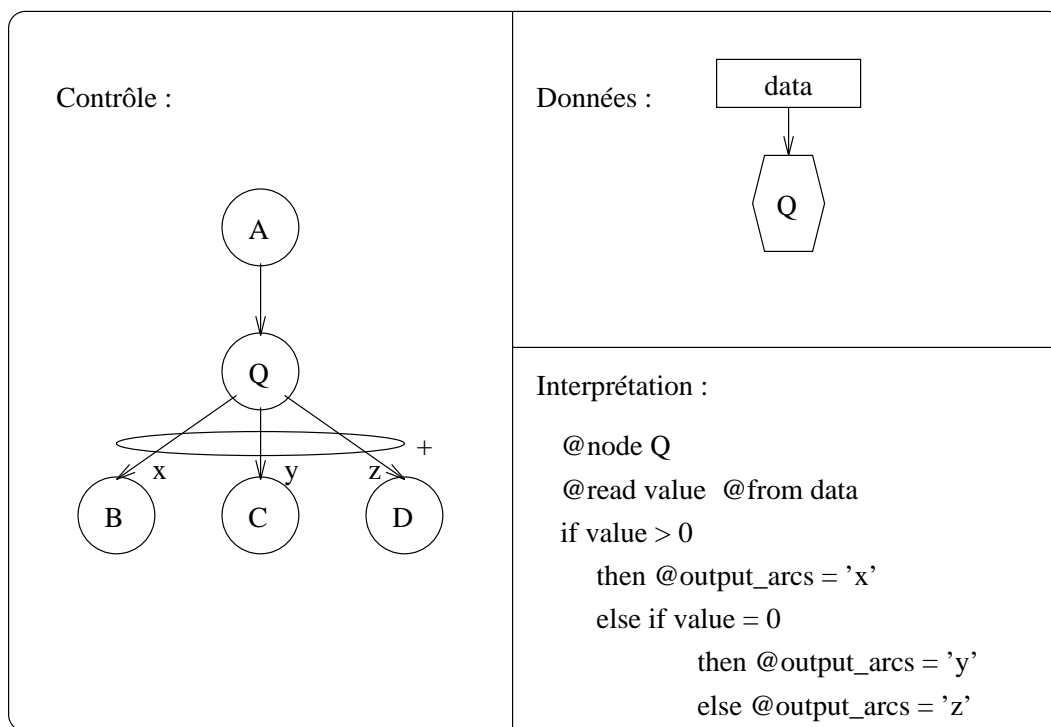 Contrôle :
A
Q
+
x
y
z
B
C
D
Données :
data
Q
Interprétation :
@node Q
@read value @from data
if value > 0
then @output_arcs = ’x’
else if value = 0
then @output_arcs = ’y’
else @output_arcs = ’z’